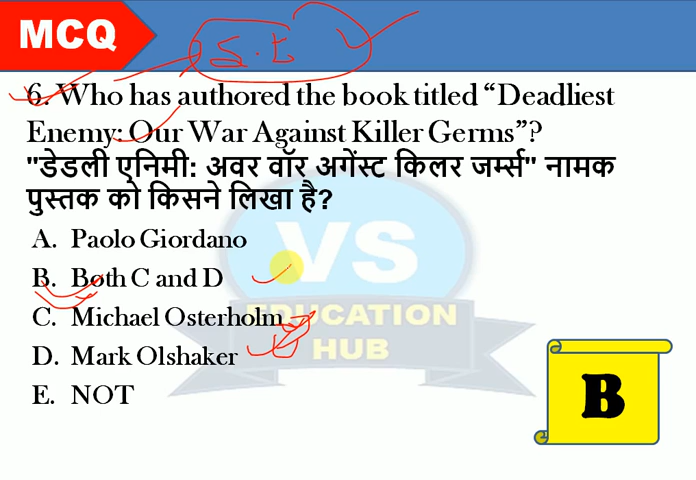 MCQ
S.I
6. Who has authored the book titled “Deadliest
Enemy: Our War Against Killer Germs”?
"डेडली एनिमी: अवर वॉर अगेंस्ट किलर जर्म्स" नामक
पुस्तक को किसने लिखा है?
A. Paolo Giordano
B. Both C and D
C. Michael Osterholm
D. Mark Olshaker
E. NOT
VS
EDUCATION
HUB
B